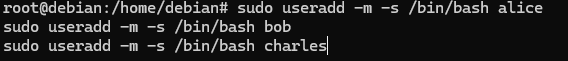 root@debian:/home/debian# sudo useradd -m -s /bin/bash alice
sudo useradd -m -s /bin/bash bob
sudo useradd -m -s /bin/bash charles